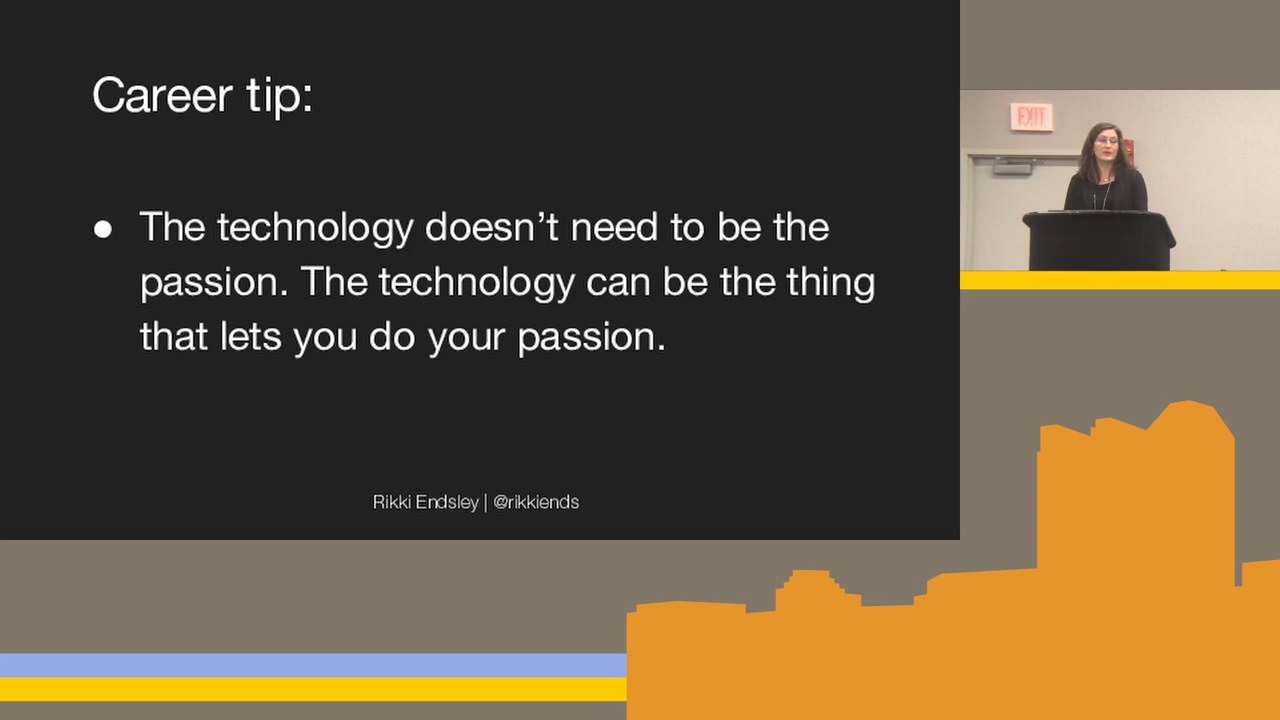 Career tip:
● The technology doesn’t need to be the
passion. The technology can be the thing
that lets you do your passion.
Rikki Endsley | @rikkiends
EXIT